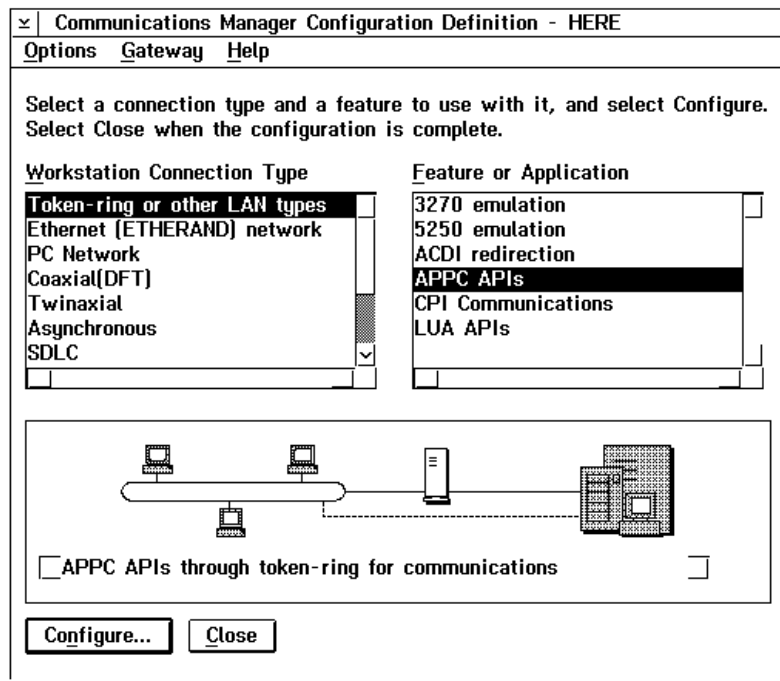 Communications Manager Configuration Definition - HERE
Options Gateway Help
Select a connection type and a feature to use with it, and select Configure.
Select Close when the configuration is complete.
Workstation Connection Type
Token-ring or other LAN types
Ethernet (ETHERAND) network
PC Network
Coaxial(DFT)
Twinaxial
Asynchronous
SDLC
Feature or Application
3270 emulation
5250 emulation
ACDI redirection
APPC APIs
CPI Communications
LUA APIs
APPC APIs through token-ring for communications
Configure...
Close